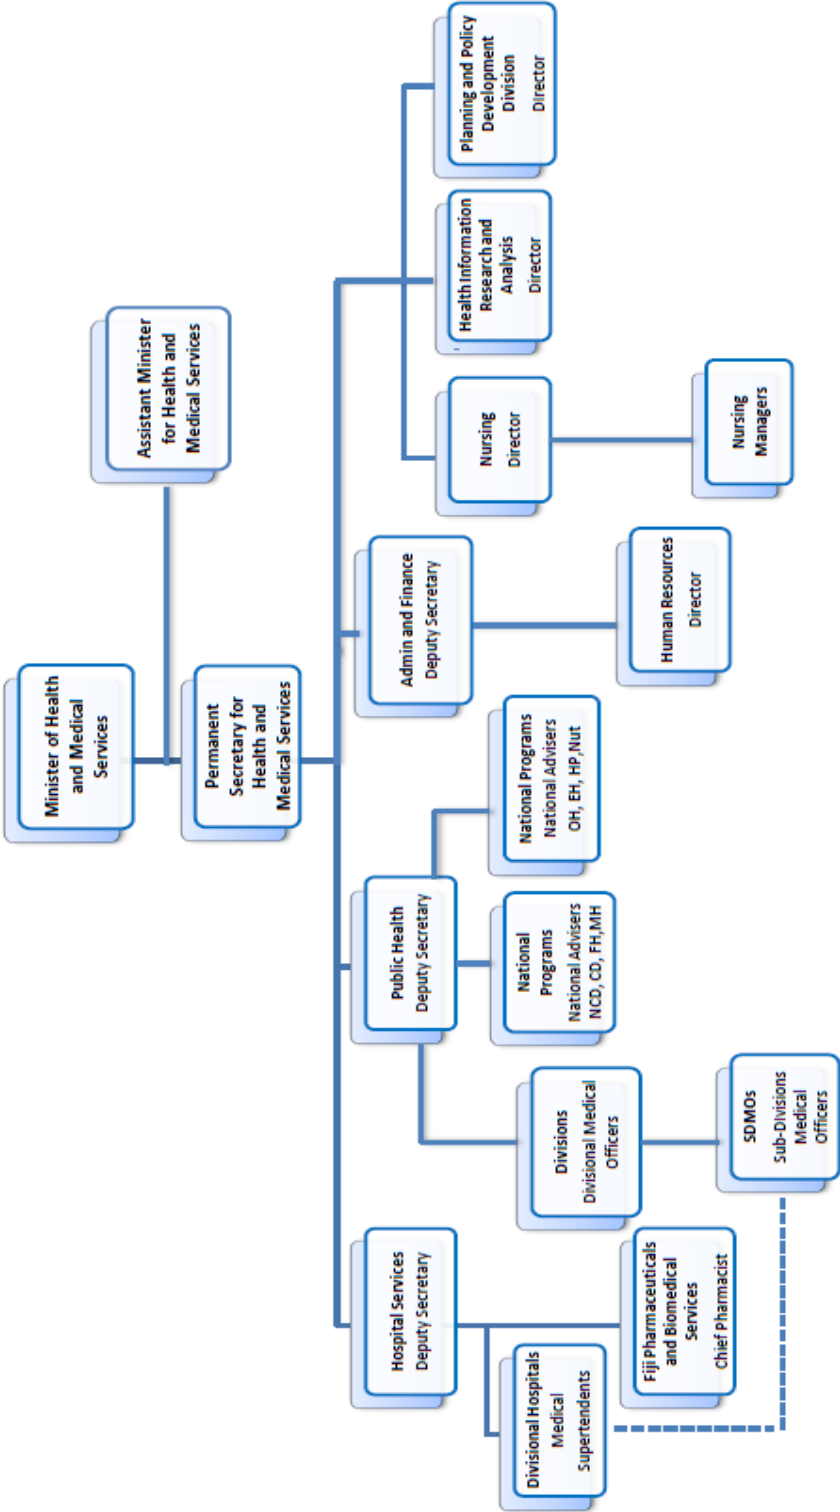 Minister of Health
and Medical
Services
Assistant Minister
for Health and
Medical Services
Permanent
Secretary for
Health and
Medical Services
Hospital Services
Deputy Secretary
Public Health
Deputy Secretary
Admin and Finance
Deputy Secretary
Nursing
Director
Health Information
Research and
Analysis
Director
Planning and Policy
Development
Division
Director
Divisional Hospitals
Medical
Supertendents
Fiji Pharmaceuticals
and Biomedical
Services
Chief Pharmacist
Divisions
Divisional Medical
Officers
National
Programs
National Advisers
NCD, CD, FH,MH
National Programs
National Advisers
OH, EH, HP,Nut
Human Resources
Director
Nursing
Managers
SDMOs
Sub-Divisions
Medical
Officers